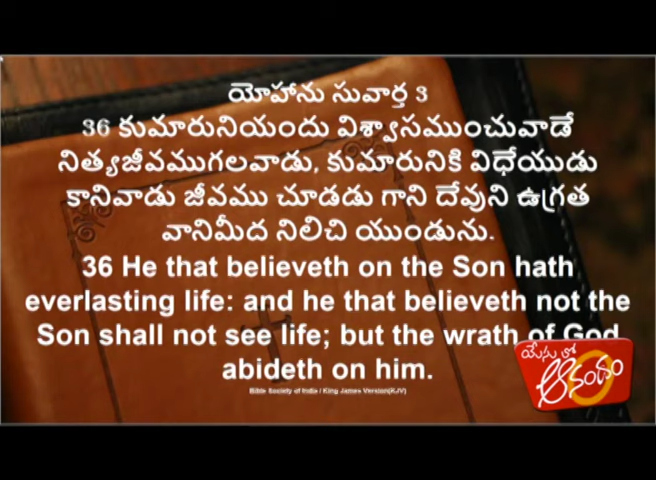 యోహాను సువార్త 3
36 కుమారునియందు విశ్వాసముంచువాడే
నిత్యజీవముగలవాడు, కుమారునికి విధేయుడు
కానివాడు జీవము చూడడు గాని దేవుని ఉగ్రత
వానిమీద నిలిచి యుండును.
36 He that believeth on the Son hath
everlasting life: and he that believeth not the
Son shall not see life; but the wrath of God
abideth on him.
Bible Society of India / King James Version(KJV)
యేసు తో
ఆనందం